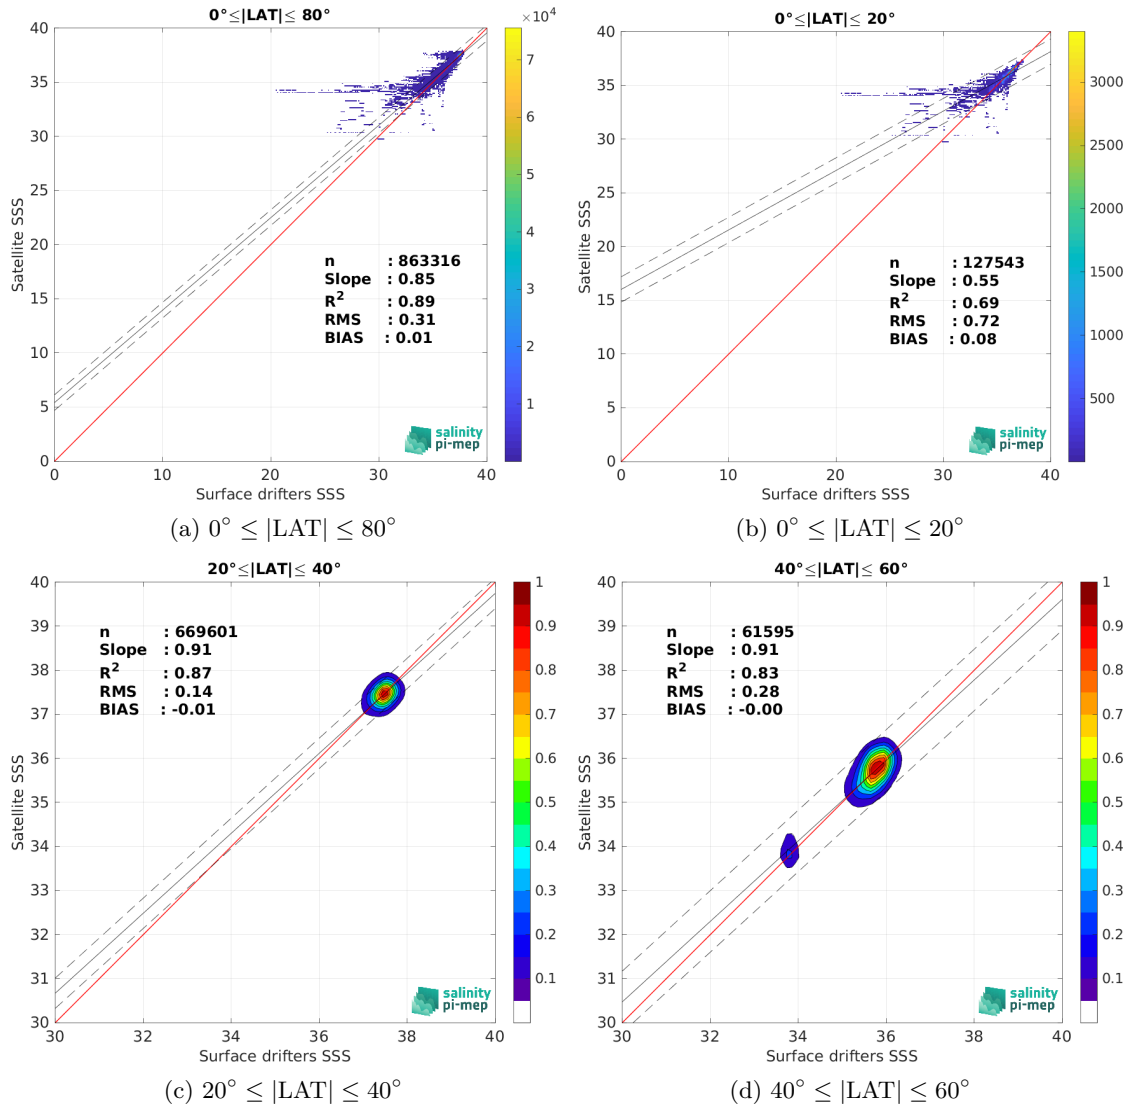 0°≤|LAT|≤ 80°
×10⁴
Satellite SSS
40
35
30
25
20
15
10
5
0
0 10 20 30 40
Surface drifters SSS
7
6
5
4
3
2
1
n : 863316
Slope : 0.85
R² : 0.89
RMS : 0.31
BIAS : 0.01
salinity
pi-mep
(a) 0° ≤ |LAT| ≤ 80°
0°≤|LAT|≤ 20°
Satellite SSS
40
35
30
25
20
15
10
5
0
0 10 20 30 40
Surface drifters SSS
3000
2500
2000
1500
1000
500
n : 127543
Slope : 0.55
R² : 0.69
RMS : 0.72
BIAS : 0.08
salinity
pi-mep
(b) 0° ≤ |LAT| ≤ 20°
20°≤|LAT|≤ 40°
Satellite SSS
40
39
38
37
36
35
34
33
32
31
30
30 32 34 36 38 40
Surface drifters SSS
1
0.9
0.8
0.7
0.6
0.5
0.4
0.3
0.2
0.1
n : 669601
Slope : 0.91
R² : 0.87
RMS : 0.14
BIAS : -0.01
salinity
pi-mep
(c) 20° ≤ |LAT| ≤ 40°
40°≤|LAT|≤ 60°
Satellite SSS
40
39
38
37
36
35
34
33
32
31
30
30 32 34 36 38 40
Surface drifters SSS
1
0.9
0.8
0.7
0.6
0.5
0.4
0.3
0.2
0.1
n : 61595
Slope : 0.91
R² : 0.83
RMS : 0.28
BIAS : -0.00
salinity
pi-mep
(d) 40° ≤ |LAT| ≤ 60°